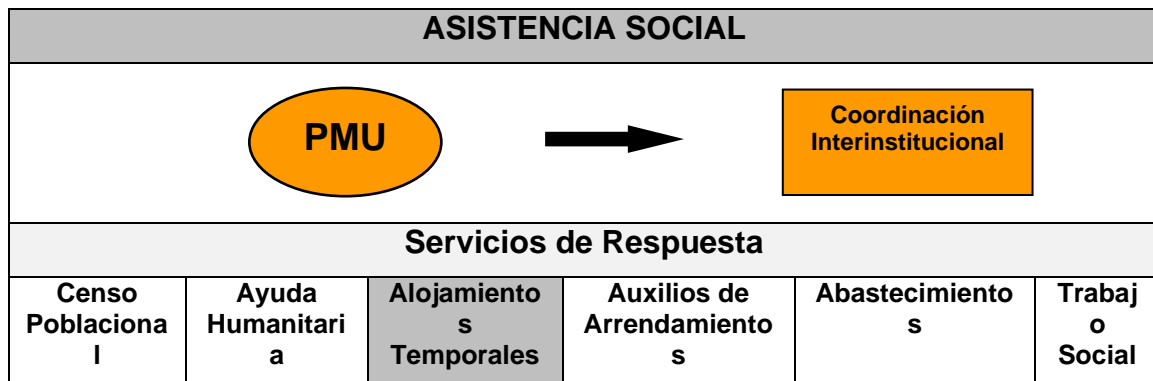 ASISTENCIA SOCIAL
PMU
Coordinación
Interinstitucional
Servicios de Respuesta
Censo
Poblaciona
l
Ayuda
Humanitari
a
Alojamiento
s
Temporales
Auxilios de
Arrendamiento
s
Abastecimiento
s
Trabaj
o
Social